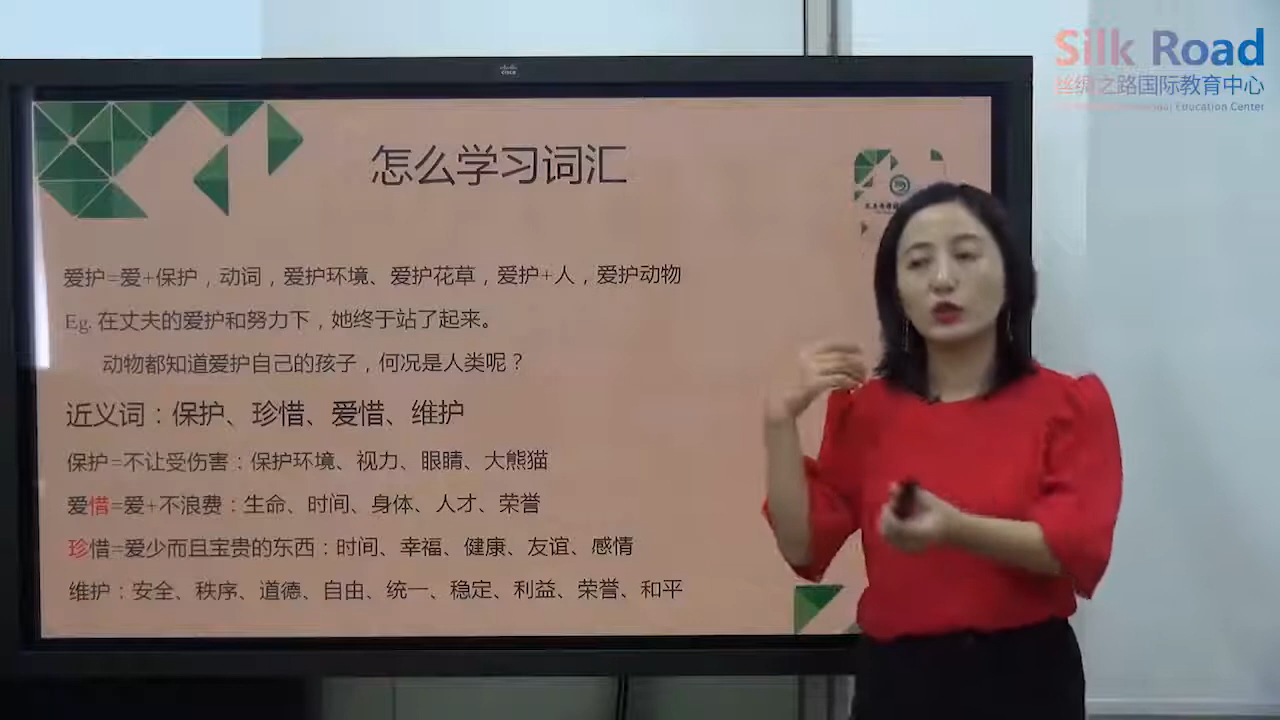 Silk Road
丝绸之路国际教育中心
Education Center
cisco
怎么学习词汇
爱护=爱+保护，动词，爱护环境、爱护花草，爱护+人，爱护动物
Eg. 在丈夫的爱护和努力下，她终于站了起来。
动物都知道爱护自己的孩子，何况是人类呢？
近义词：保护、珍惜、爱惜、维护
保护=不让受伤害：保护环境、视力、眼睛、大熊猫
爱惜=爱+不浪费：生命、时间、身体、人才、荣誉
珍惜=爱少而且宝贵的东西：时间、幸福、健康、友谊、感情
维护：安全、秩序、道德、自由、统一、稳定、利益、荣誉、和平